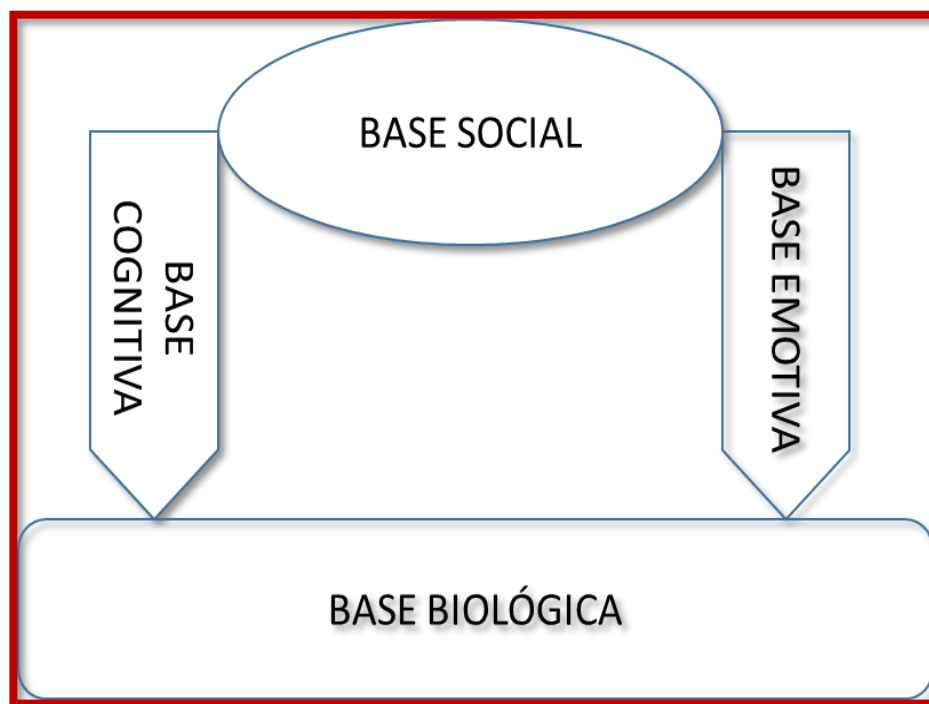 BASE SOCIAL
BASE
COGNITIVA
BASE EMOTIVA
BASE BIOLÓGICA